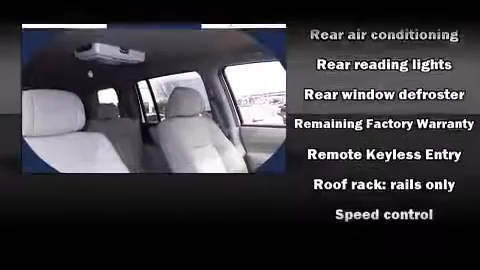 Rear air conditioning
Rear reading lights
Rear window defroster
Remaining Factory Warranty
Remote Keyless Entry
Roof rack: rails only
Speed control